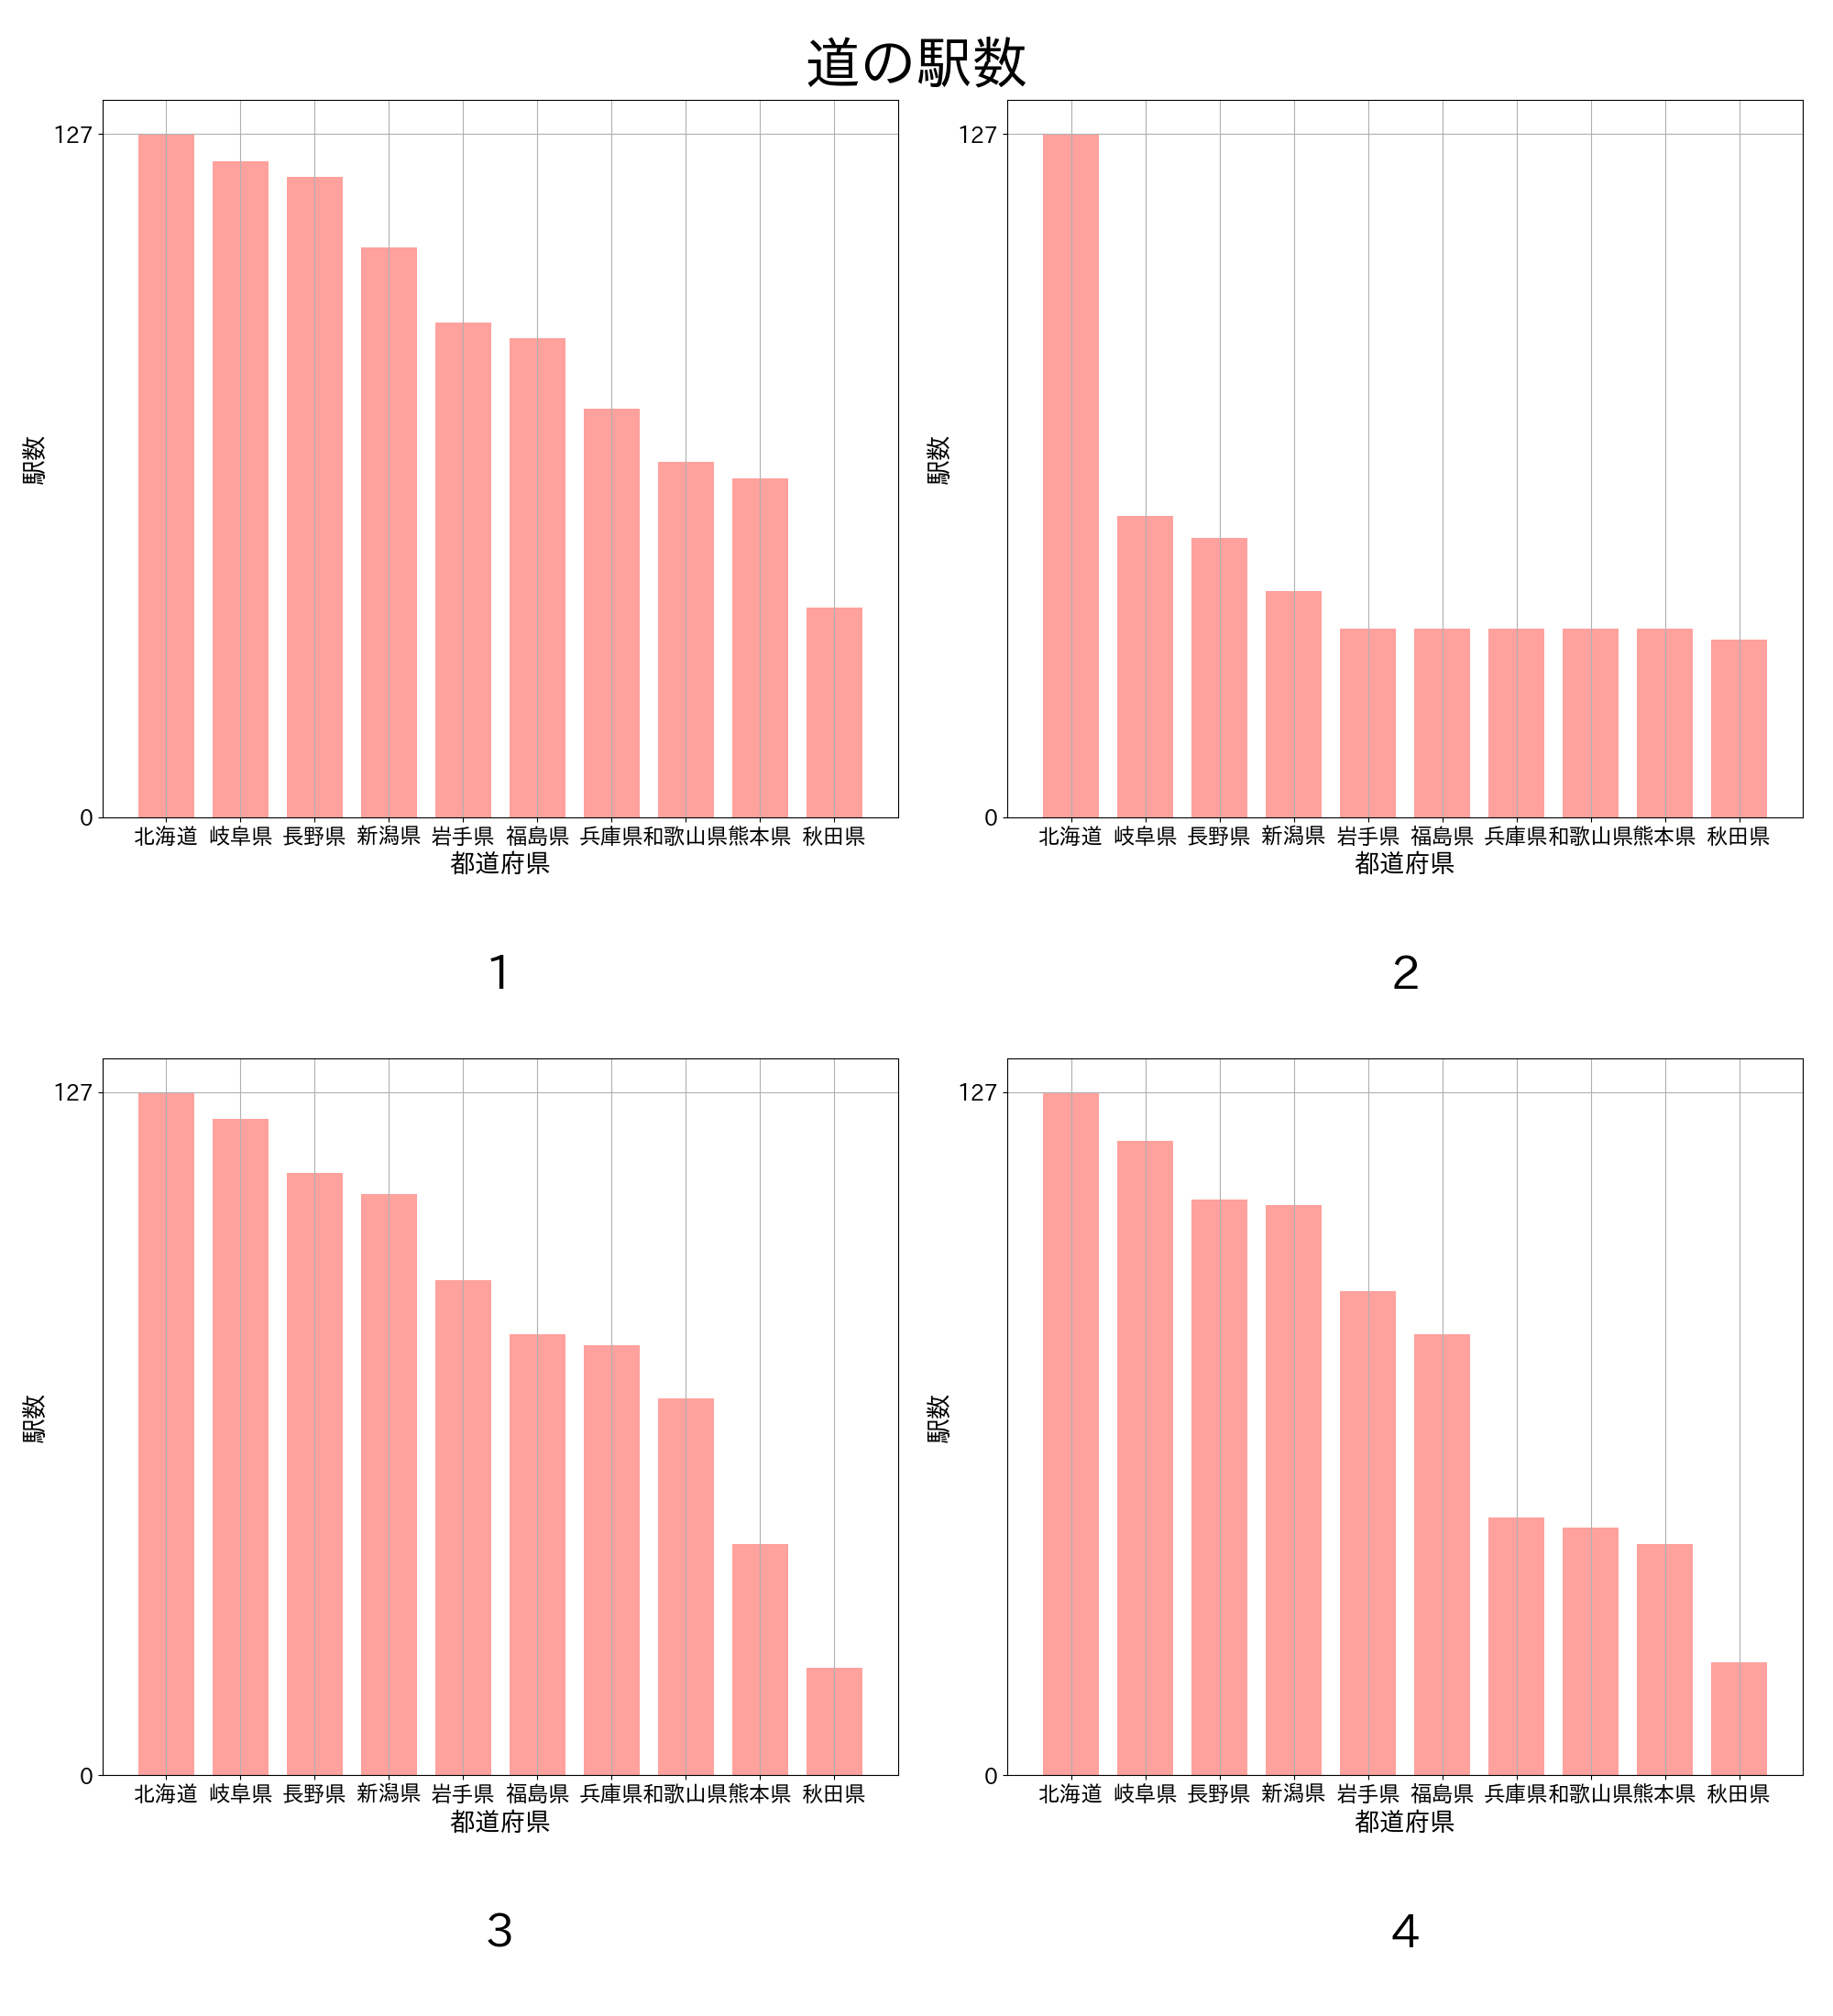 道の駅数
127
駅数
0
北海道 岐阜県 長野県 新潟県 岩手県 福島県 兵庫県 和歌山県 熊本県 秋田県
都道府県
1
127
駅数
0
北海道 岐阜県 長野県 新潟県 岩手県 福島県 兵庫県 和歌山県 熊本県 秋田県
都道府県
2
127
駅数
0
北海道 岐阜県 長野県 新潟県 岩手県 福島県 兵庫県 和歌山県 熊本県 秋田県
都道府県
3
127
駅数
0
北海道 岐阜県 長野県 新潟県 岩手県 福島県 兵庫県 和歌山県 熊本県 秋田県
都道府県
4